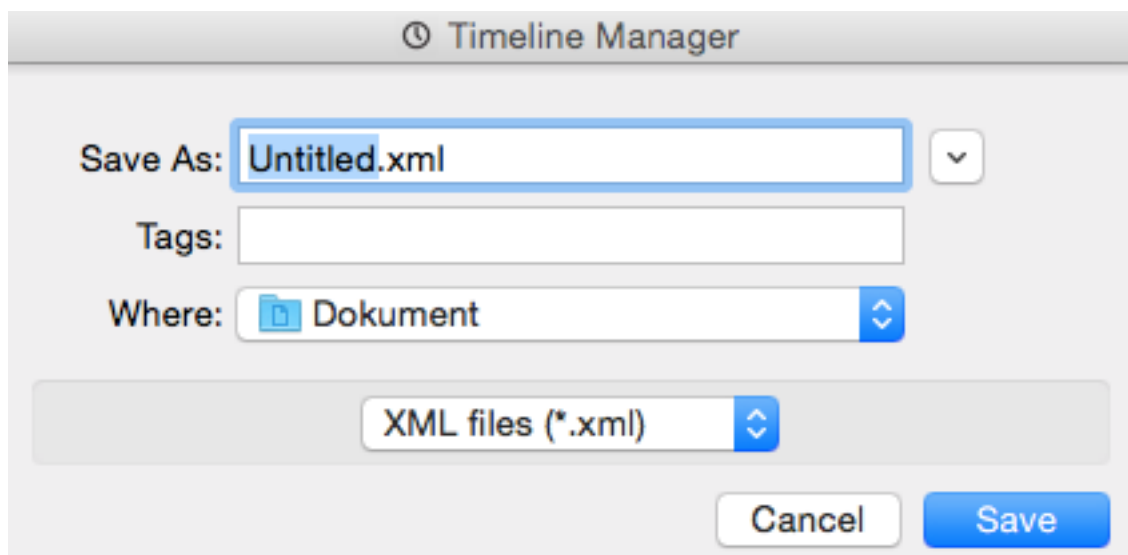 Timeline Manager
Save As: Untitled.xml
Tags:
Where: Dokument
XML files (*.xml)
Cancel Save